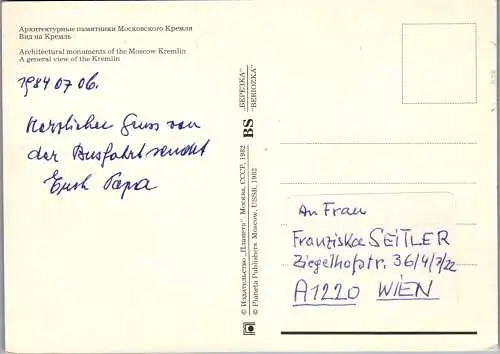 Архитектурные памятники Московского Кремля
Вид на Кремль
Architectural monuments of the Moscow Kremlin
A general view of the Kremlin
1984 07 06.
Herzlichen Gruss von
der Busfahrt sendet
Euch Papa
© Издательство „Планета" Москва, СССР, 1982
© Planeta Publishers. Moscow, USSR, 1982
BS
„БЕРЕЗКА"
"BERIOZKA"
An Frau
Franziska SEITLER
Ziegelhofstr. 36/4/7/22
A1220 WIEN